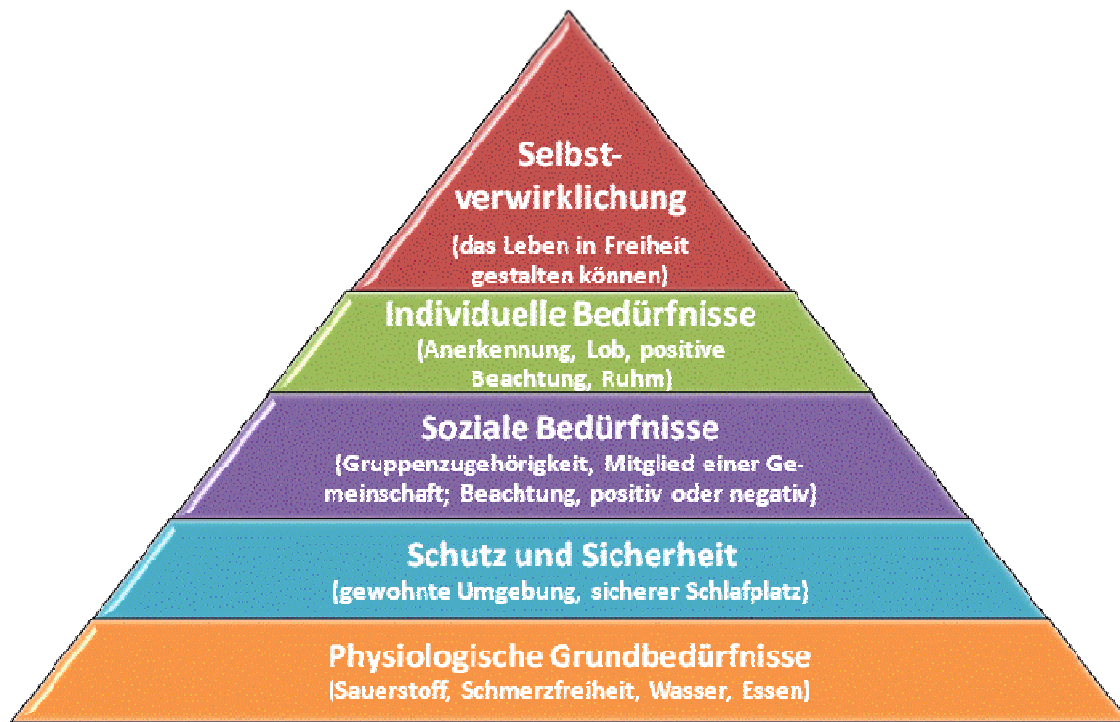 Selbst-
verwirklichung
(das Leben in Freiheit
gestalten können)
Individuelle Bedürfnisse
(Anerkennung, Lob, positive
Beachtung, Ruhm)
Soziale Bedürfnisse
(Gruppenzugehörigkeit, Mitglied einer Ge-
meinschaft; Beachtung, positiv oder negativ)
Schutz und Sicherheit
(gewohnte Umgebung, sicherer Schlafplatz)
Physiologische Grundbedürfnisse
(Sauerstoff, Schmerzfreiheit, Wasser, Essen)